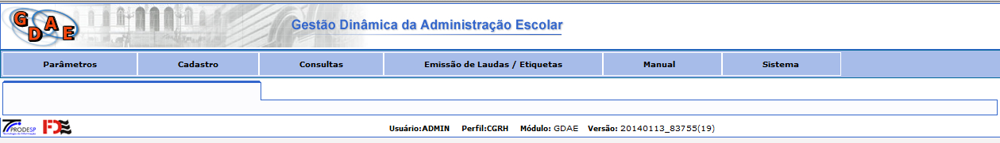 GDAE
Gestão Dinâmica da Administração Escolar
Parâmetros Cadastro Consultas Emissão de Laudas / Etiquetas Manual Sistema
PRODESP FDE
Tecnologia da Informação
Usuário:ADMIN Perfil:CGRH Módulo: GDAE Versão: 20140113_83755(19)